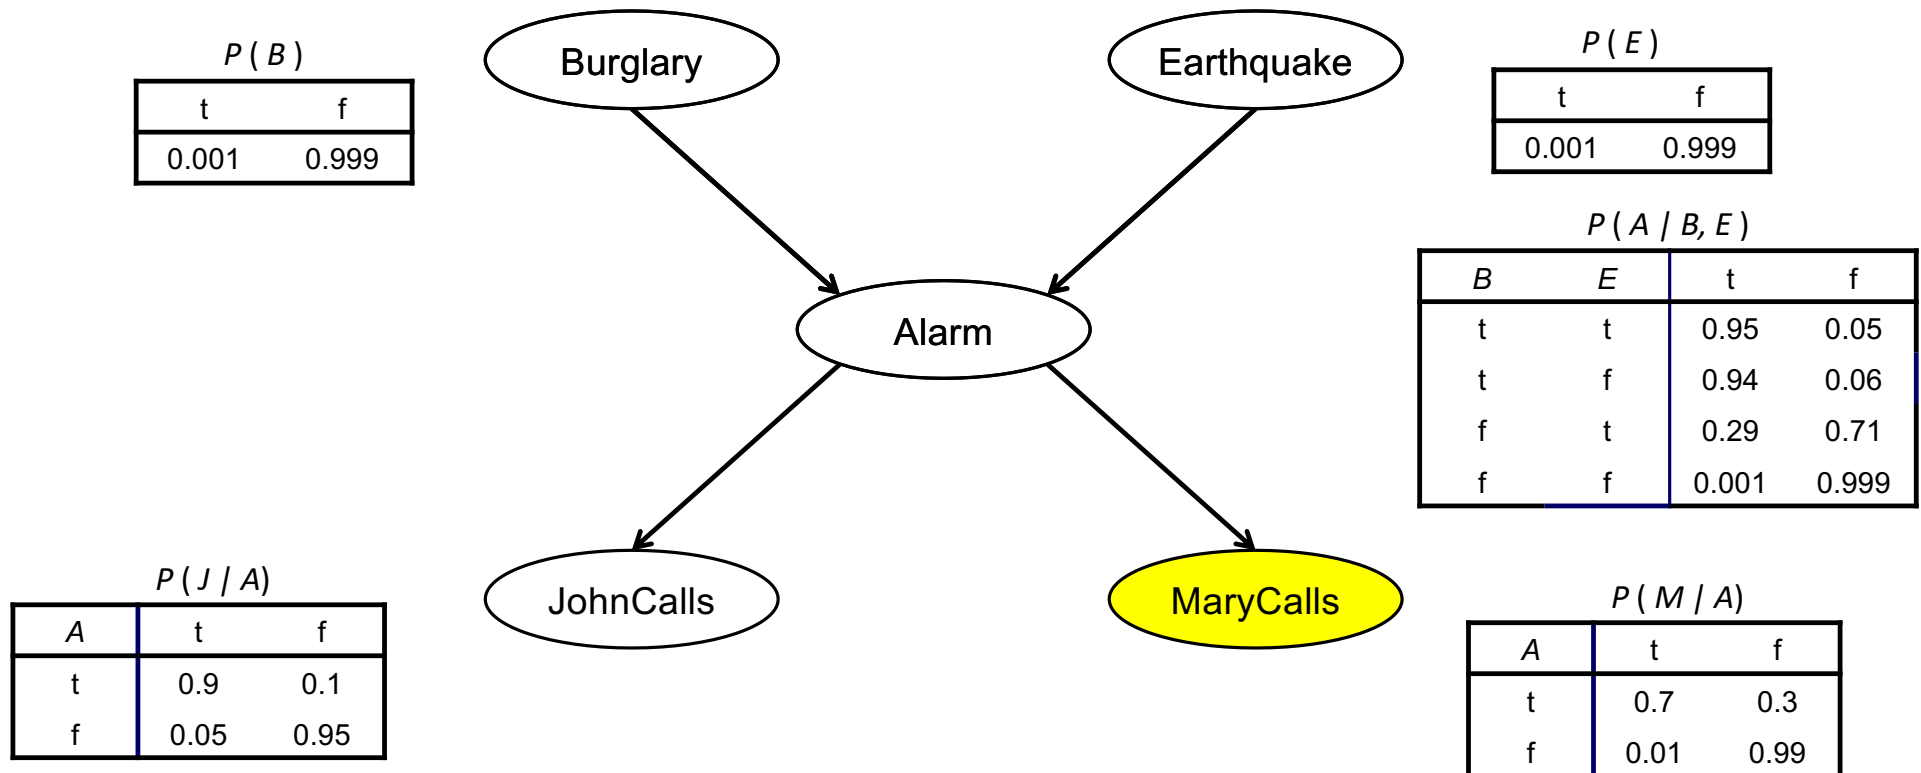 P ( B )
t f
0.001 0.999
Burglary
Earthquake
P ( E )
t f
0.001 0.999
P ( A | B, E )
B E t f
t t 0.95 0.05
t f 0.94 0.06
f t 0.29 0.71
f f 0.001 0.999
Alarm
P ( J | A)
A t f
t 0.9 0.1
f 0.05 0.95
JohnCalls
MaryCalls
P ( M | A)
A t f
t 0.7 0.3
f 0.01 0.99